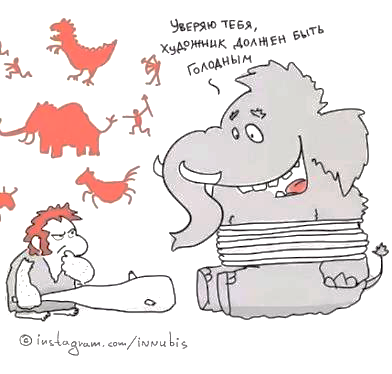 Уверяю тебя,
художник должен быть
голодным
© instagram.com/innubis